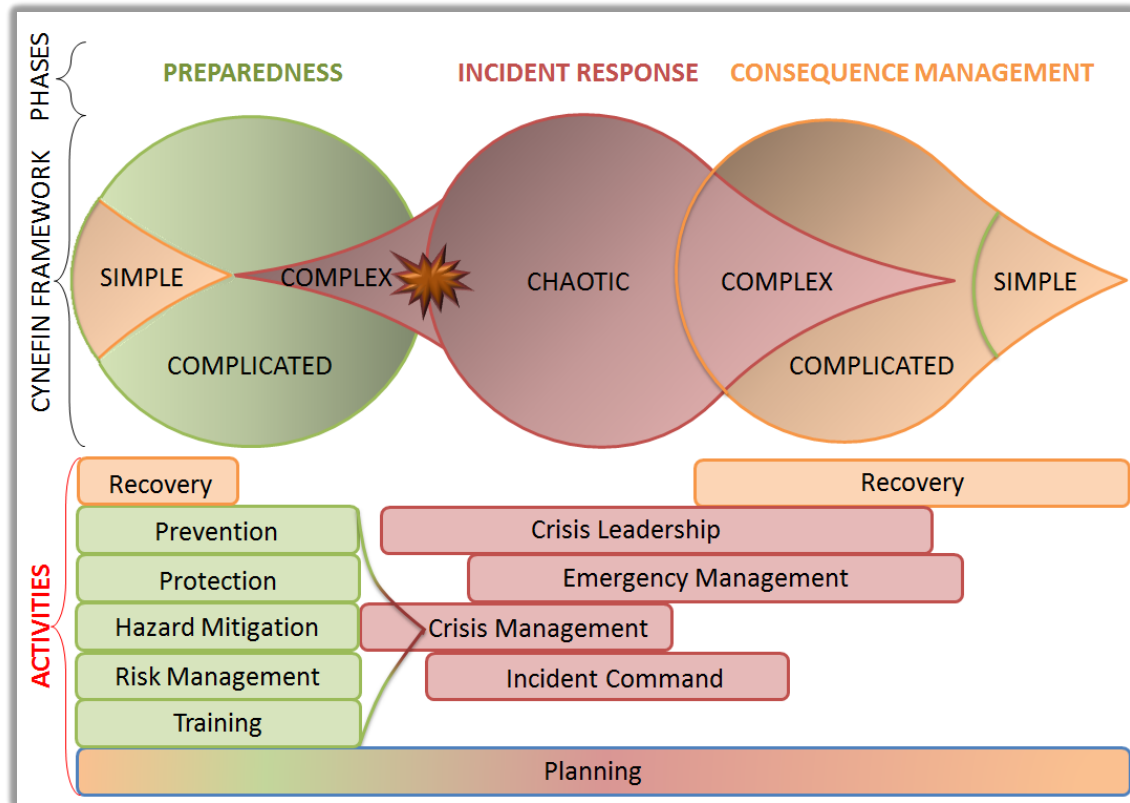 PHASES
PREPAREDNESS
INCIDENT RESPONSE
CONSEQUENCE MANAGEMENT
CYNEFIN FRAMEWORK
SIMPLE
COMPLEX
CHAOTIC
COMPLEX
SIMPLE
COMPLICATED
COMPLICATED
ACTIVITIES
Recovery
Recovery
Prevention
Crisis Leadership
Protection
Emergency Management
Hazard Mitigation
Crisis Management
Risk Management
Incident Command
Training
Planning